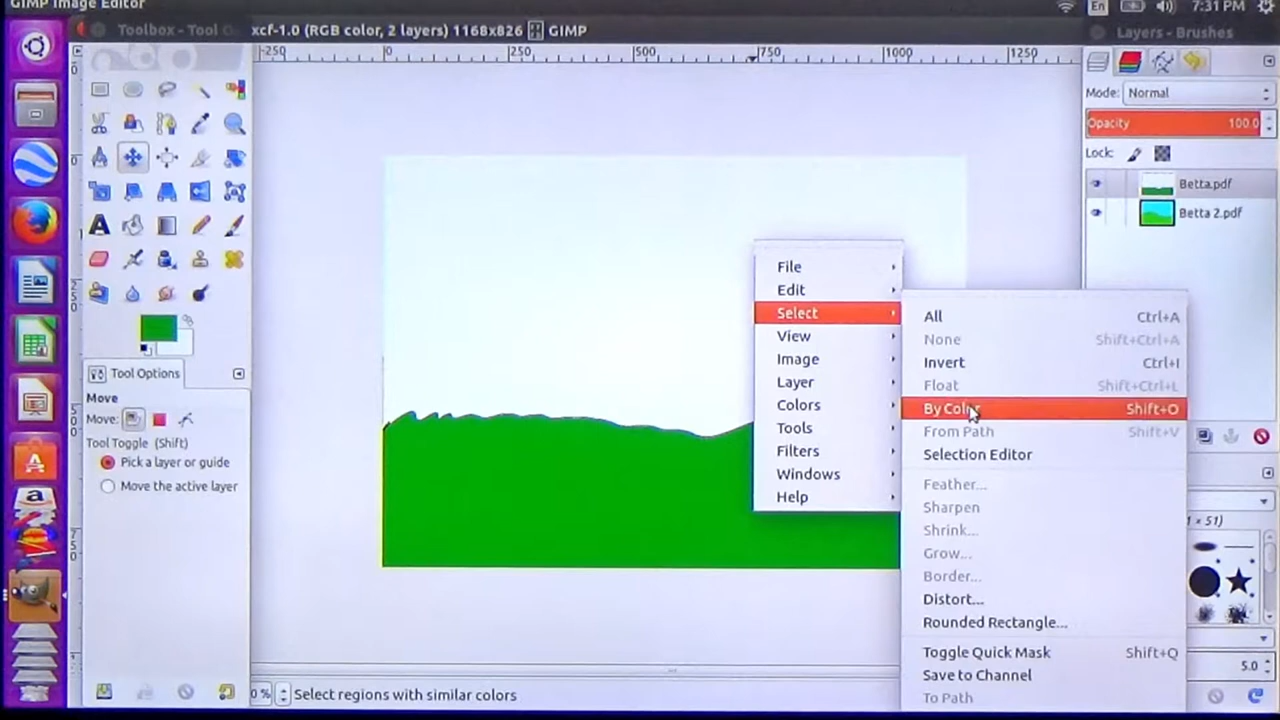 GIMP Image Editor
En
7:31 PM
Toolbox - Tool O
xcf-1.0 (RGB color, 2 layers) 1168x826
GIMP
Layers - Brushes
-250
0
250
500
750
1000
1250
Mode: Normal
Opacity 100.0
Lock:
Betta.pdf
Betta 2.pdf
File
Edit
Select
View
Image
Layer
Colors
Tools
Filters
Windows
Help
All Ctrl+A
None Shift+Ctrl+A
Invert Ctrl+I
Float Shift+Ctrl+L
By Color Shift+O
From Path Shift+V
Selection Editor
Feather...
Sharpen
Shrink...
Grow...
Border...
Distort...
Rounded Rectangle...
Toggle Quick Mask Shift+Q
Save to Channel
To Path
Tool Options
Move
Move:
Tool Toggle (Shift)
Pick a layer or guide
Move the active layer
1 × 51)
5.0
0 %
Select regions with similar colors